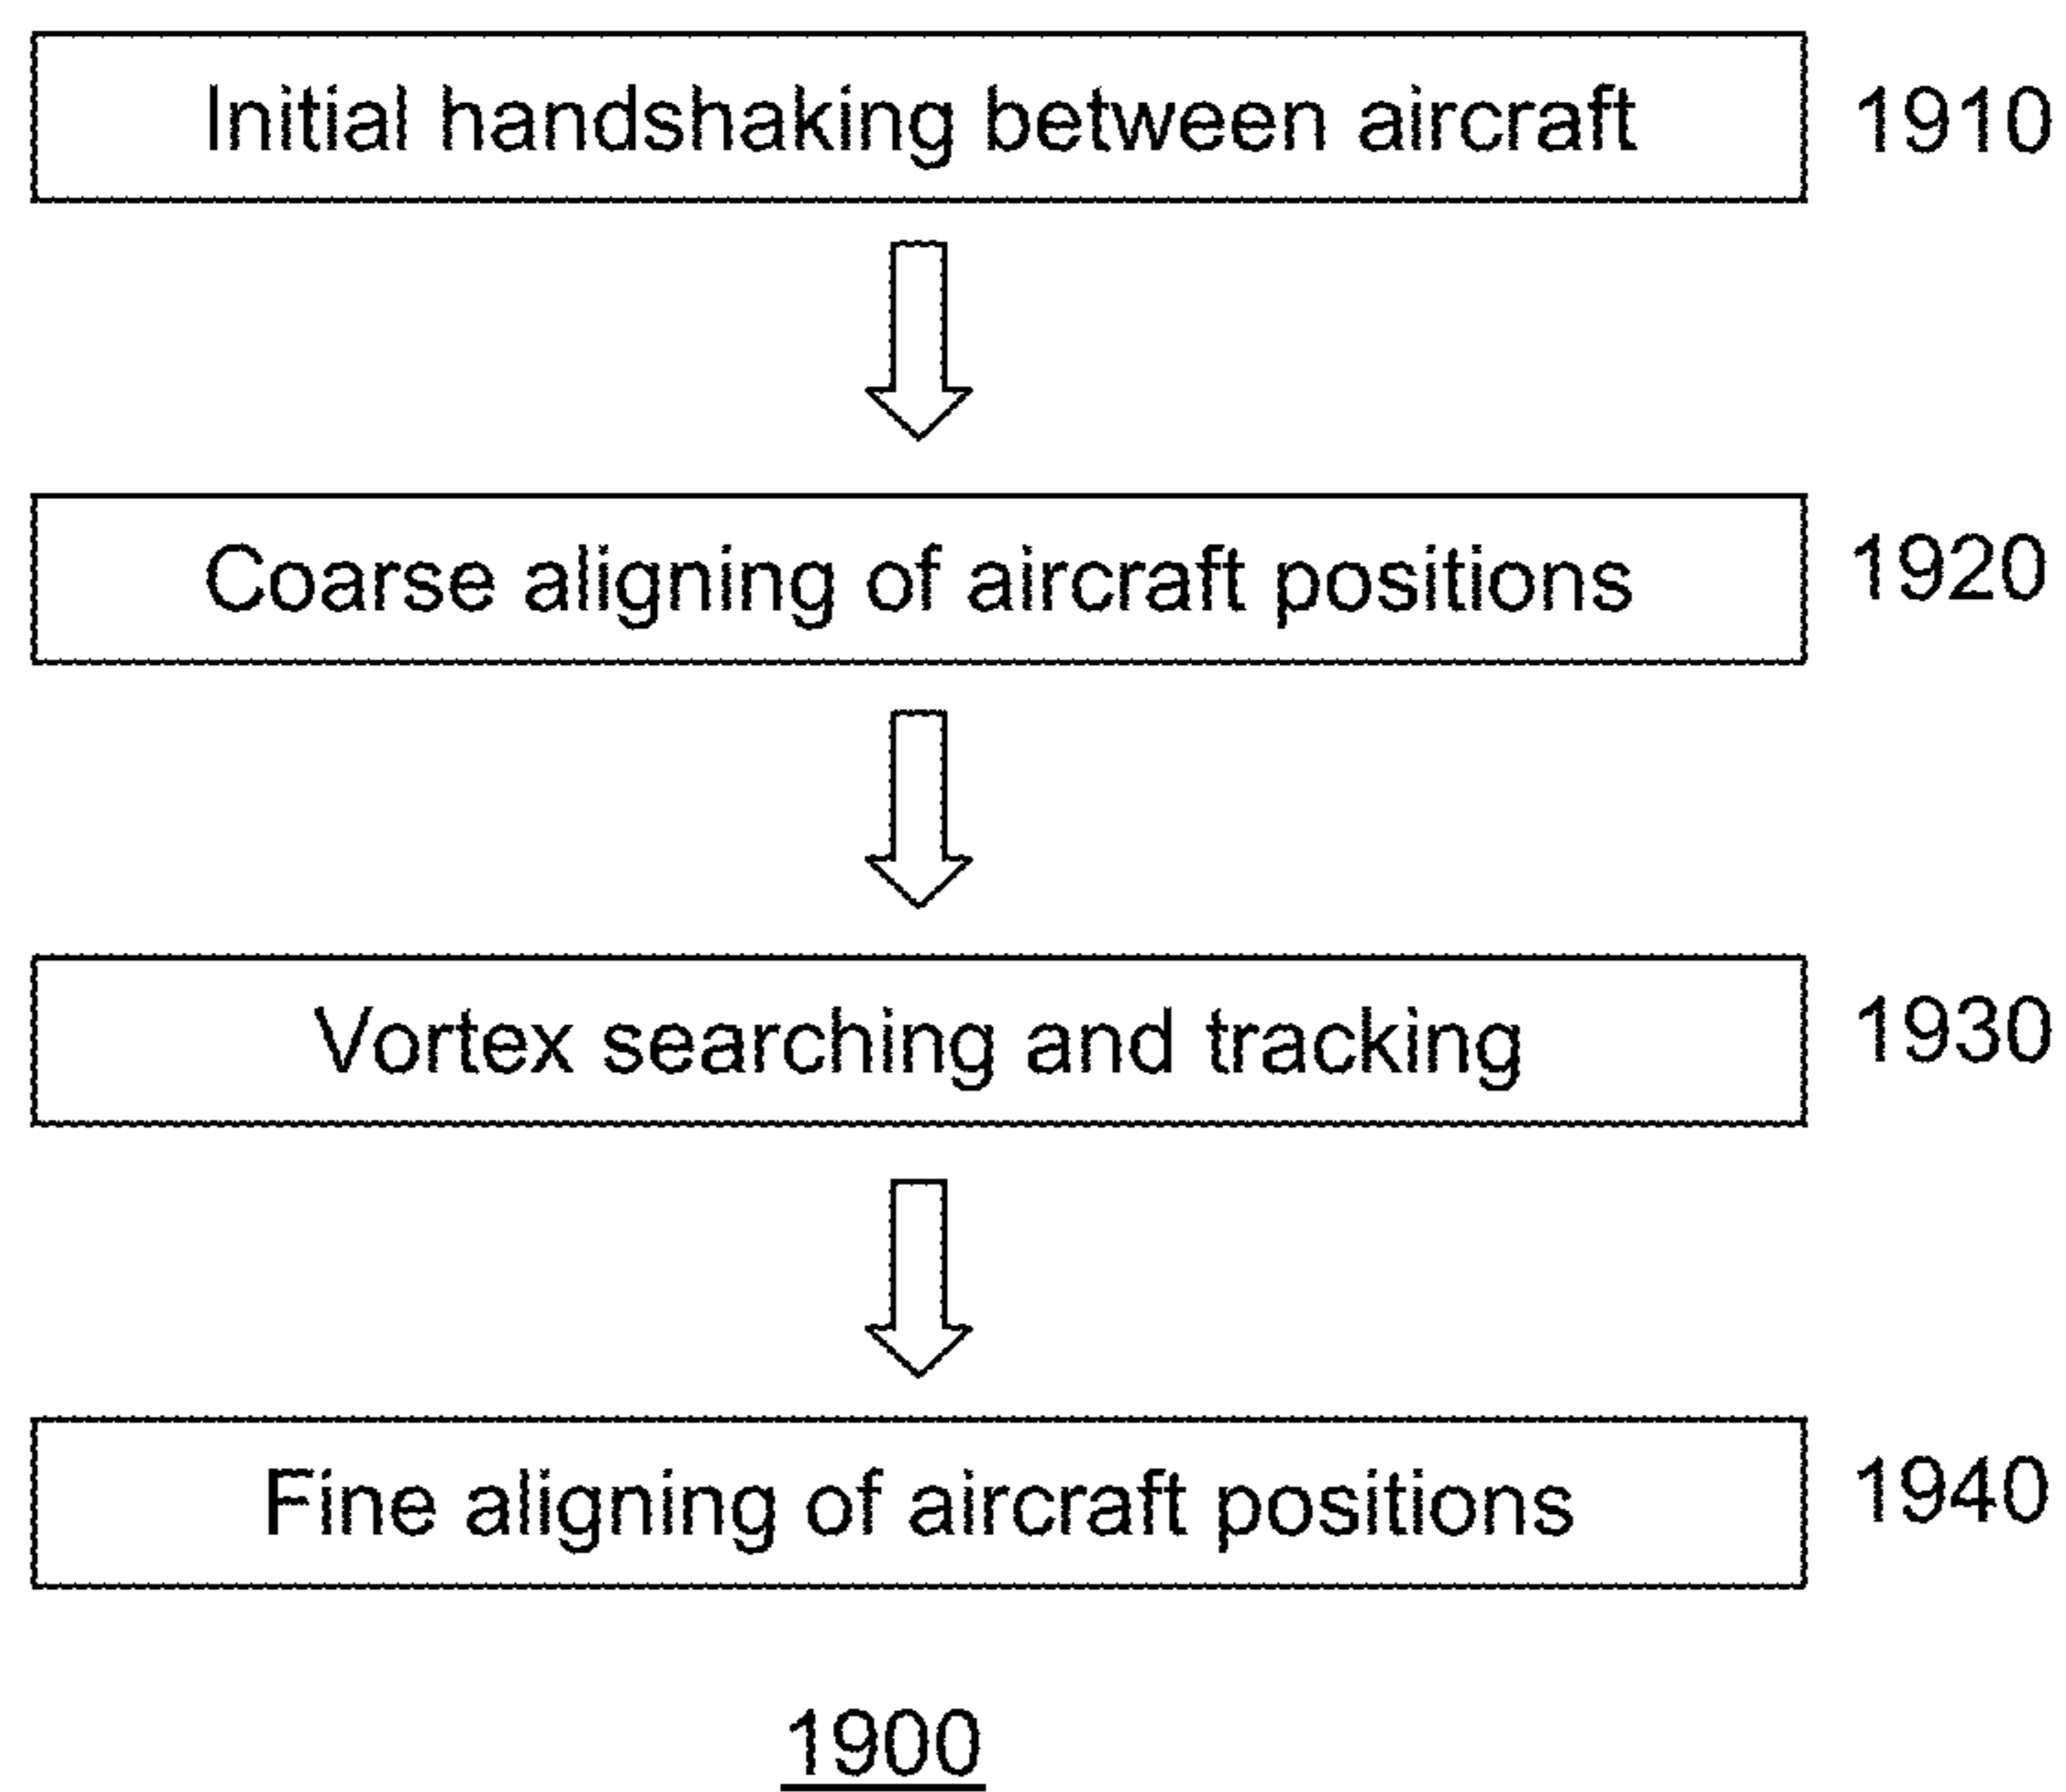 Initial handshaking between aircraft 1910
Coarse aligning of aircraft positions 1920
Vortex searching and tracking 1930
Fine aligning of aircraft positions 1940
1900